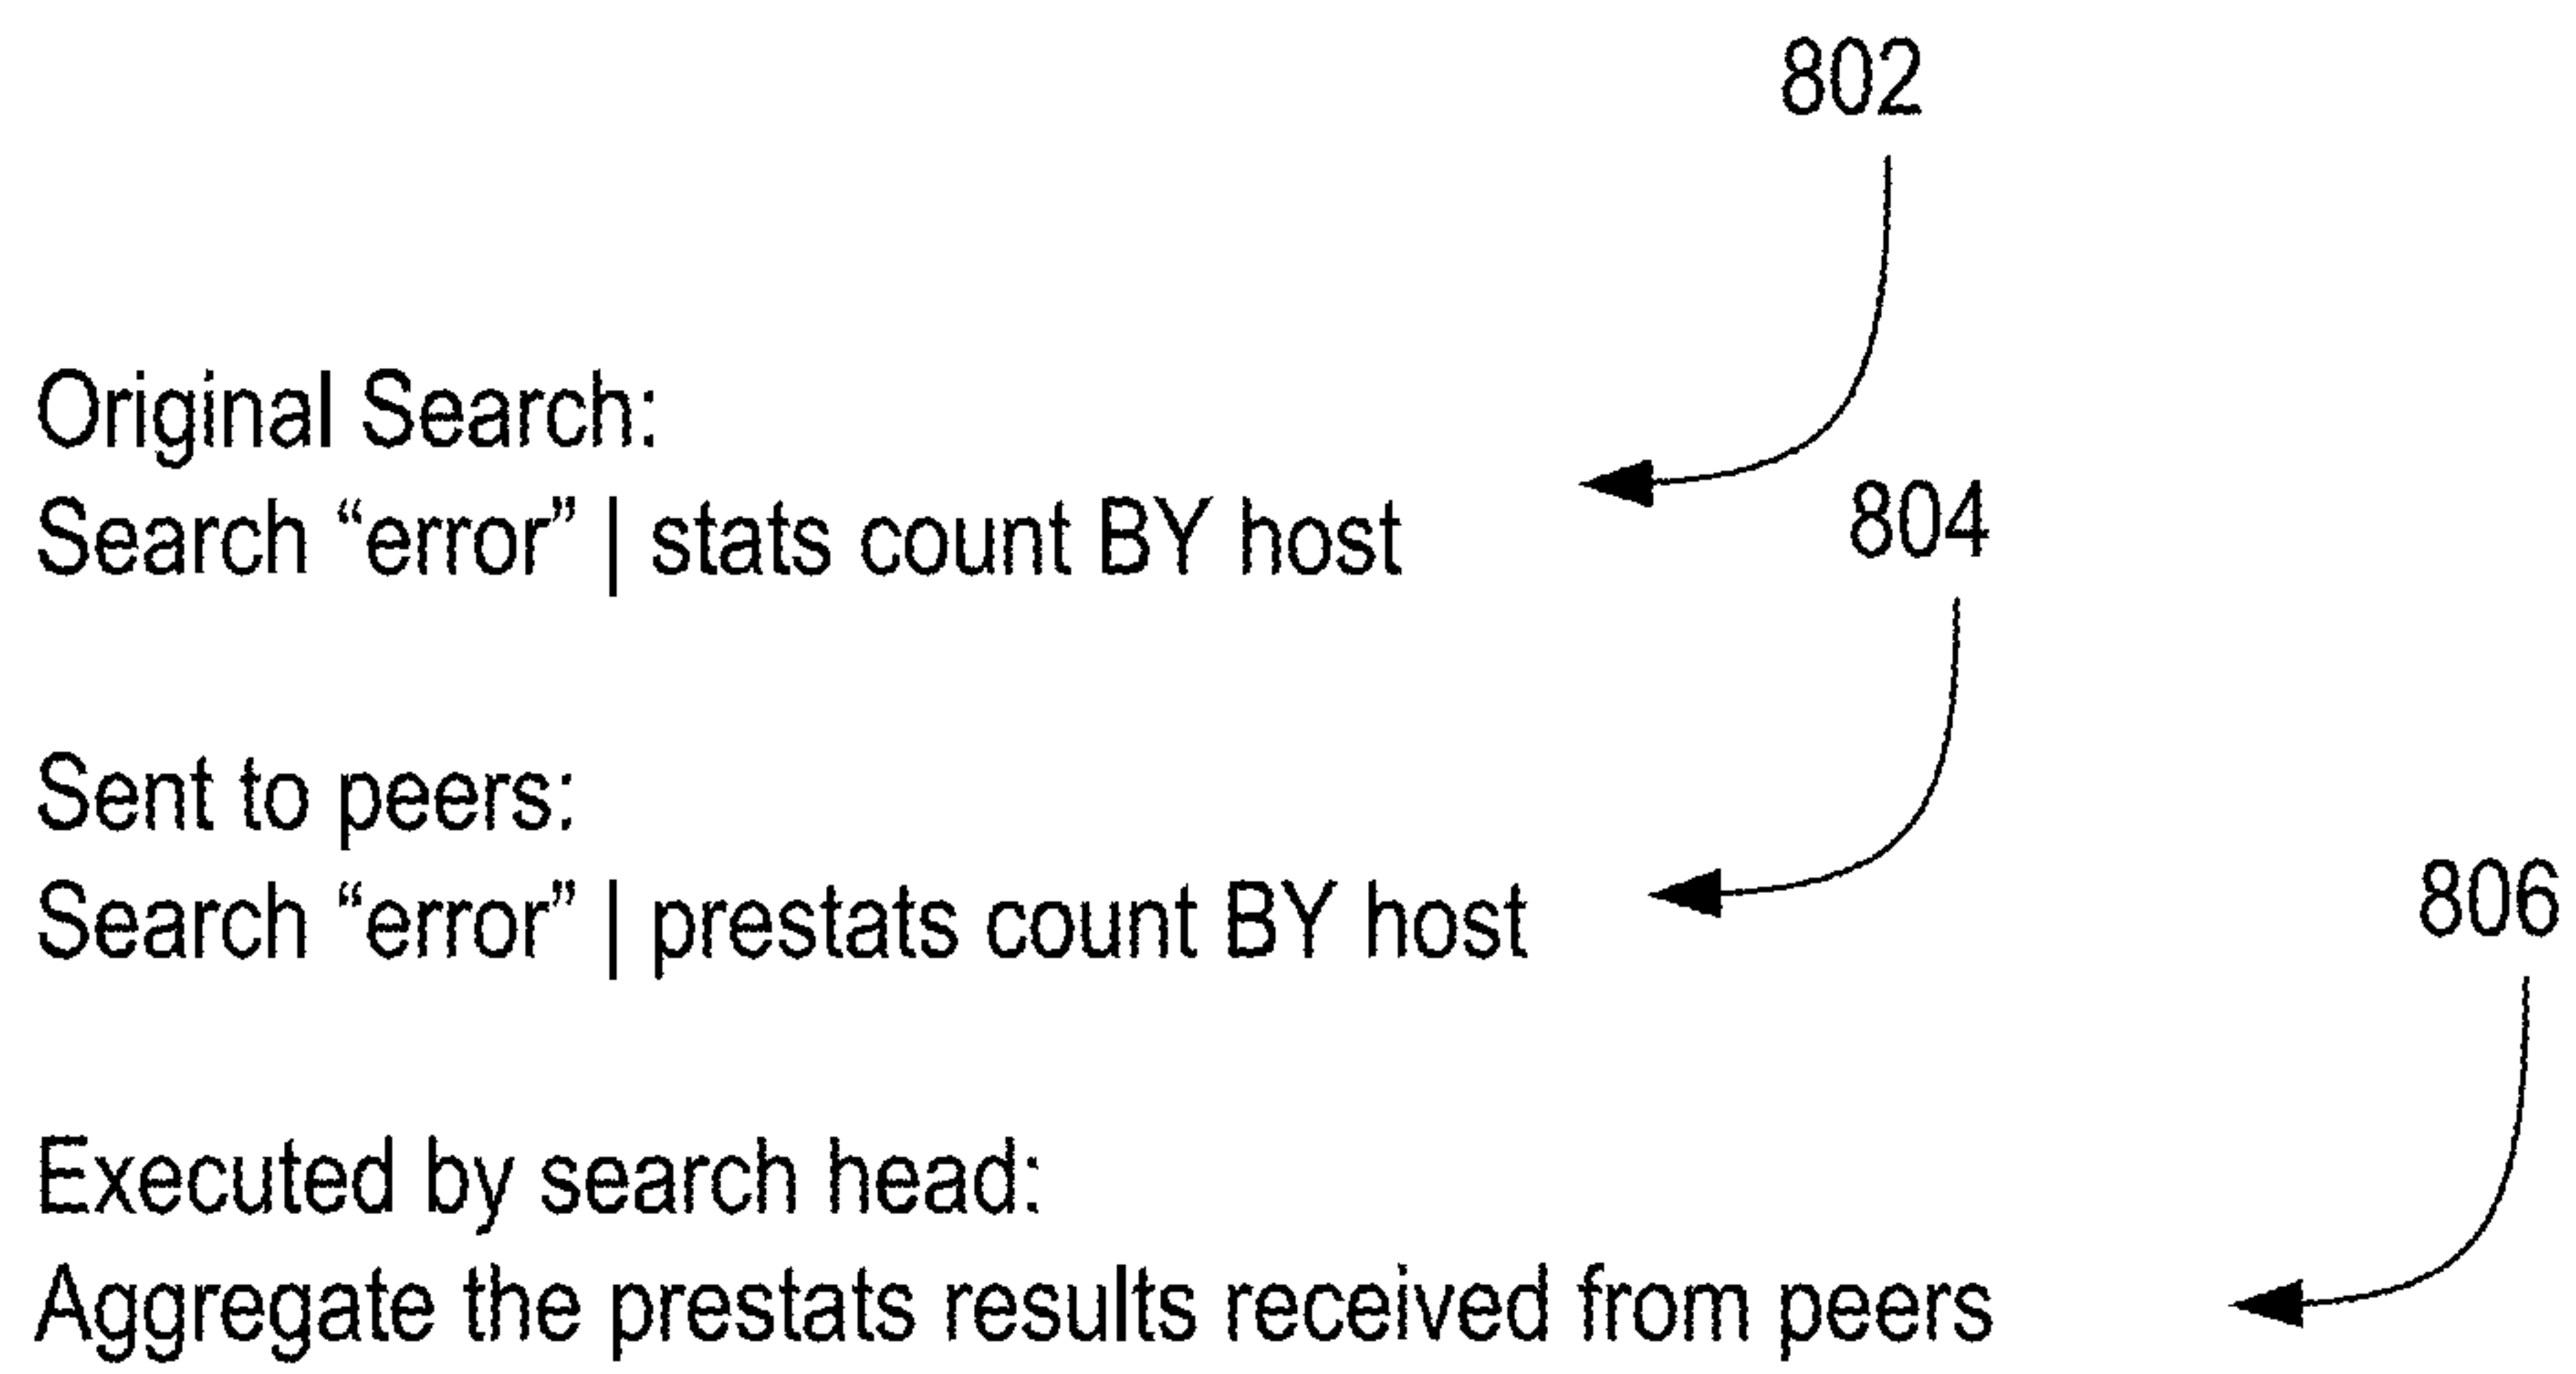 802
Original Search:
Search “error” | stats count BY host
804
Sent to peers:
Search “error” | prestats count BY host
806
Executed by search head:
Aggregate the prestats results received from peers